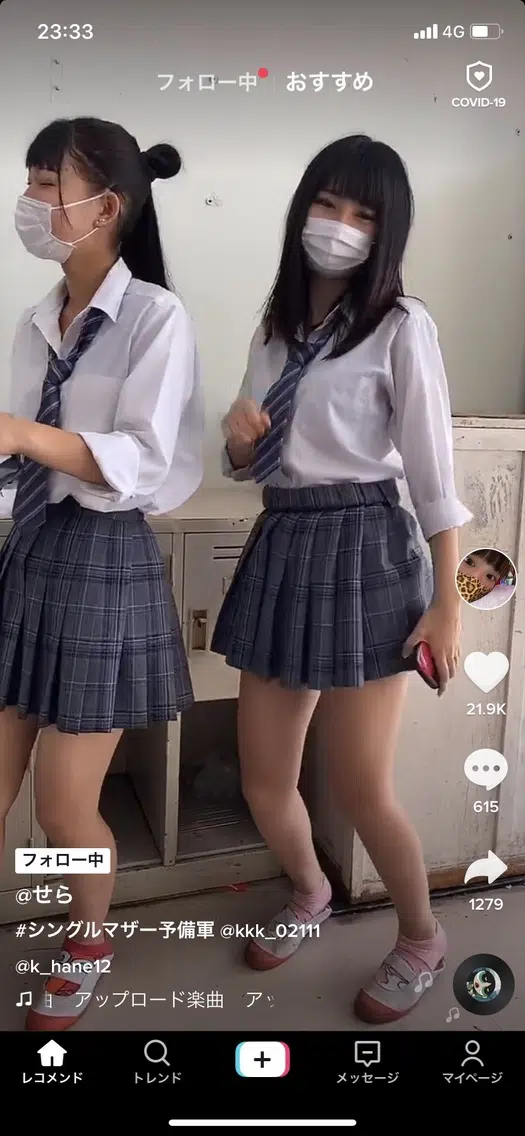 23:33
4G
フォロー中
おすすめ
COVID-19
21.9K
615
1279
フォロー中
@せら
#シングルマザー予備軍 @kkk_02111
@k_hane12
アップロード楽曲 アッ
レコメンド
トレンド
メッセージ
マイページ